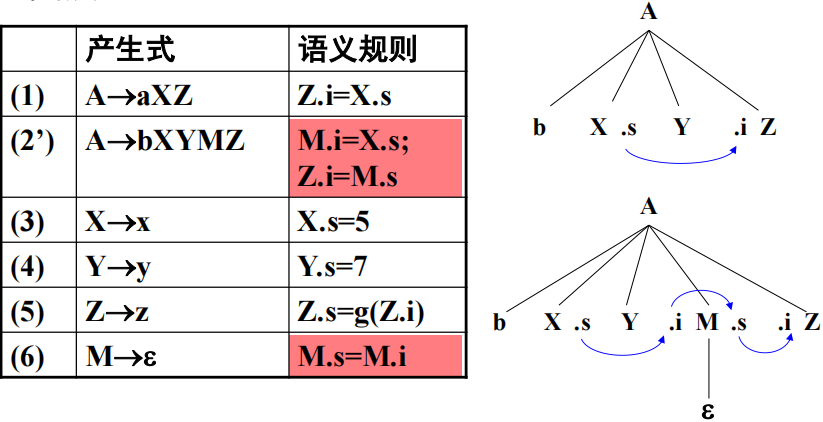 产生式 语义规则
(1) A→aXZ Z.i=X.s
(2’) A→bXYMZ M.i=X.s;
Z.i=M.s
(3) X→x X.s=5
(4) Y→y Y.s=7
(5) Z→z Z.s=g(Z.i)
(6) M→ε M.s=M.i
A
b X .s Y .i Z
A
b X .s Y .i M .s .i Z
ε